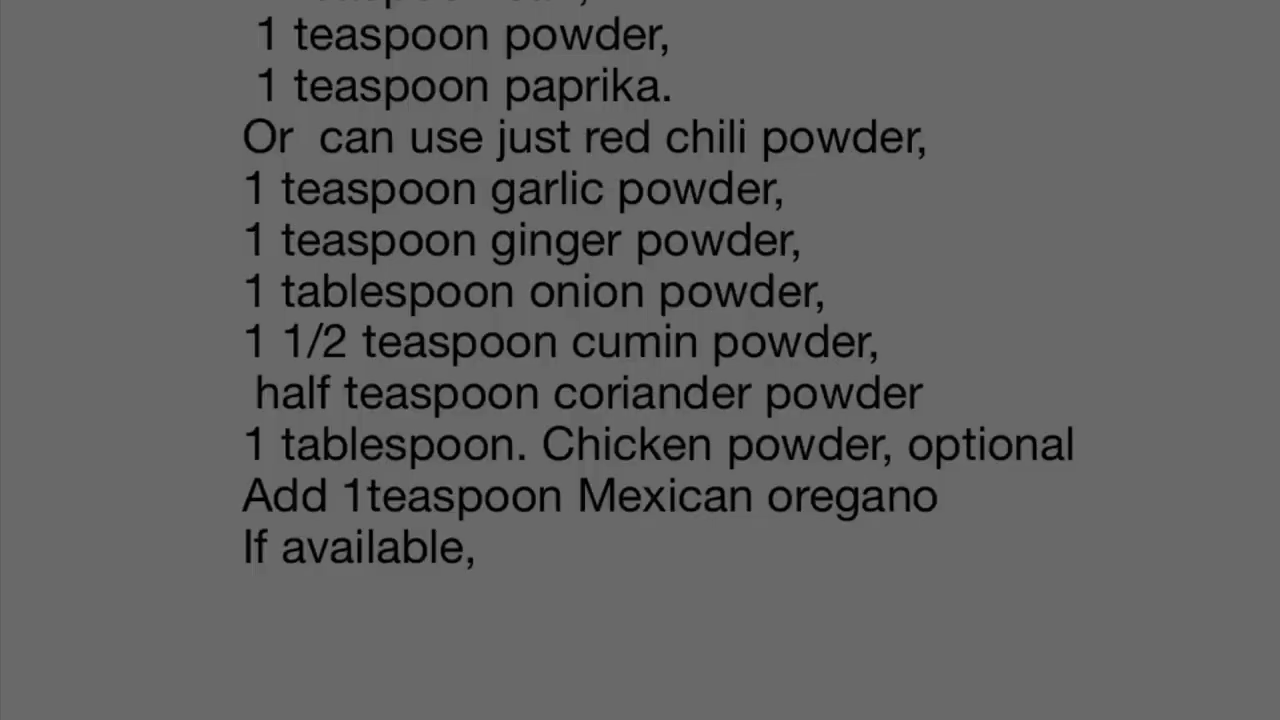 1 teaspoon powder,
1 teaspoon paprika.
Or can use just red chili powder,
1 teaspoon garlic powder,
1 teaspoon ginger powder,
1 tablespoon onion powder,
1 1/2 teaspoon cumin powder,
half teaspoon coriander powder
1 tablespoon. Chicken powder, optional
Add 1teaspoon Mexican oregano
If available,